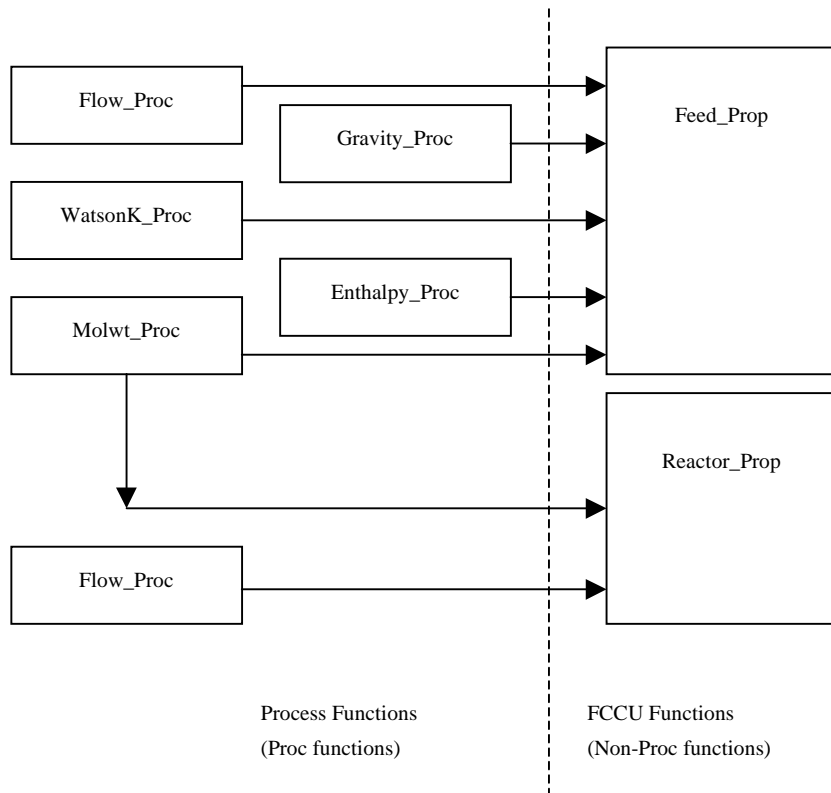 Flow_Proc
Feed_Prop
Gravity_Proc
WatsonK_Proc
Enthalpy_Proc
Molwt_Proc
Reactor_Prop
Flow_Proc
Process Functions
(Proc functions)
FCCU Functions
(Non-Proc functions)